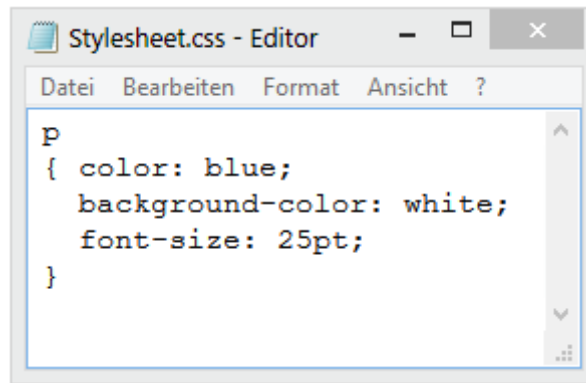 Stylesheet.css - Editor
Datei Bearbeiten Format Ansicht ?
p
{ color: blue;
  background-color: white;
  font-size: 25pt;
}